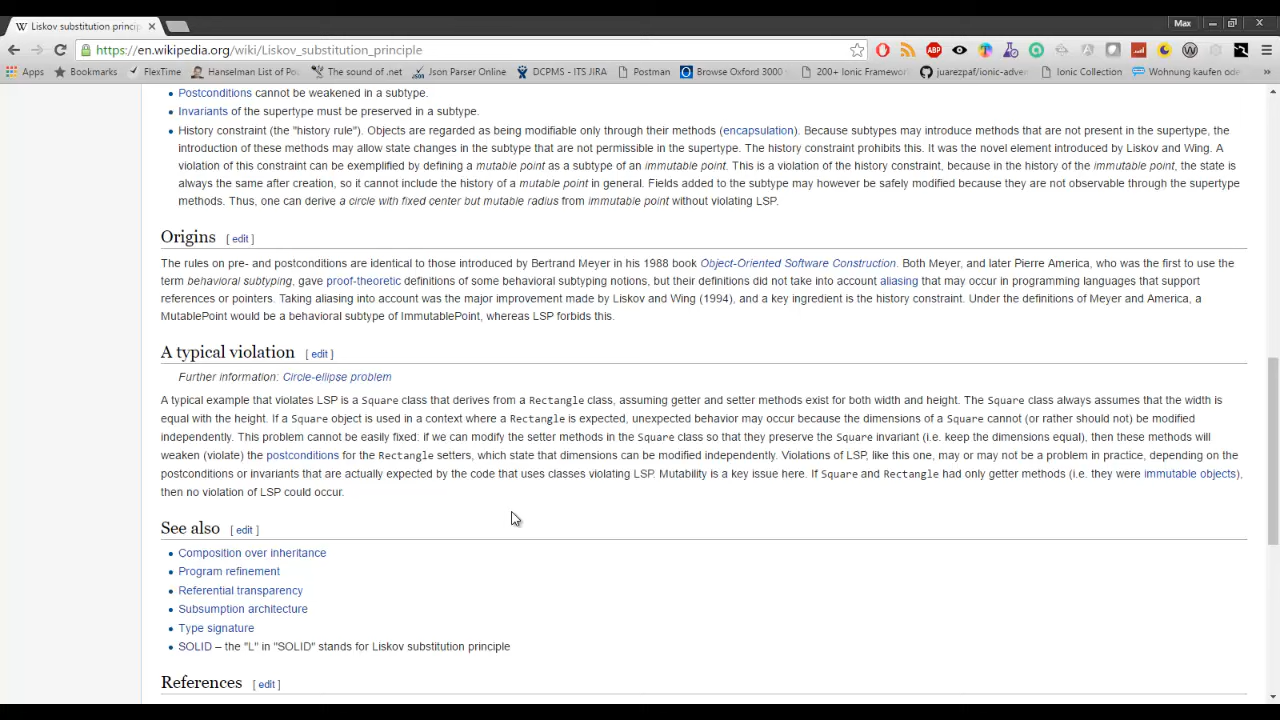 Liskov substitution princip
Max
https://en.wikipedia.org/wiki/Liskov_substitution_principle
Apps Bookmarks FlexTime Hanselman List of Po The sound of .net Json Parser Online DCPMS - ITS JIRA Postman Browse Oxford 3000 200+ Ionic Framework juarezpaf/ionic-adve Ionic Collection Wohnung kaufen ode
Postconditions cannot be weakened in a subtype.
Invariants of the supertype must be preserved in a subtype.
History constraint (the "history rule"). Objects are regarded as being modifiable only through their methods (encapsulation). Because subtypes may introduce methods that are not present in the supertype, the
introduction of these methods may allow state changes in the subtype that are not permissible in the supertype. The history constraint prohibits this. It was the novel element introduced by Liskov and Wing. A
violation of this constraint can be exemplified by defining a mutable point as a subtype of an immutable point. This is a violation of the history constraint, because in the history of the immutable point, the state is
always the same after creation, so it cannot include the history of a mutable point in general. Fields added to the subtype may however be safely modified because they are not observable through the supertype
methods. Thus, one can derive a circle with fixed center but mutable radius from immutable point without violating LSP.
Origins [ edit ]
The rules on pre- and postconditions are identical to those introduced by Bertrand Meyer in his 1988 book Object-Oriented Software Construction. Both Meyer, and later Pierre America, who was the first to use the
term behavioral subtyping, gave proof-theoretic definitions of some behavioral subtyping notions, but their definitions did not take into account aliasing that may occur in programming languages that support
references or pointers. Taking aliasing into account was the major improvement made by Liskov and Wing (1994), and a key ingredient is the history constraint. Under the definitions of Meyer and America, a
MutablePoint would be a behavioral subtype of ImmutablePoint, whereas LSP forbids this.
A typical violation [ edit ]
Further information: Circle-ellipse problem
A typical example that violates LSP is a Square class that derives from a Rectangle class, assuming getter and setter methods exist for both width and height. The Square class always assumes that the width is
equal with the height. If a Square object is used in a context where a Rectangle is expected, unexpected behavior may occur because the dimensions of a Square cannot (or rather should not) be modified
independently. This problem cannot be easily fixed: if we can modify the setter methods in the Square class so that they preserve the Square invariant (i.e. keep the dimensions equal), then these methods will
weaken (violate) the postconditions for the Rectangle setters, which state that dimensions can be modified independently. Violations of LSP, like this one, may or may not be a problem in practice, depending on the
postconditions or invariants that are actually expected by the code that uses classes violating LSP. Mutability is a key issue here. If Square and Rectangle had only getter methods (i.e. they were immutable objects),
then no violation of LSP could occur.
See also [ edit ]
Composition over inheritance
Program refinement
Referential transparency
Subsumption architecture
Type signature
SOLID – the "L" in "SOLID" stands for Liskov substitution principle
References [ edit ]